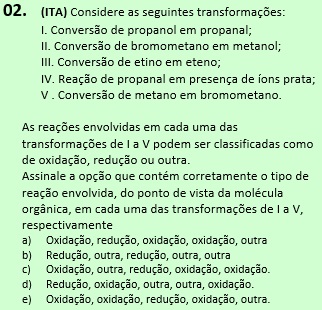 02. (ITA) Considere as seguintes transformações:
I. Conversão de propanol em propanal;
II. Conversão de bromometano em metanol;
III. Conversão de etino em eteno;
IV. Reação de propanal em presença de íons prata;
V . Conversão de metano em bromometano.
As reações envolvidas em cada uma das
transformações de I a V podem ser classificadas como
de oxidação, redução ou outra.
Assinale a opção que contém corretamente o tipo de
reação envolvida, do ponto de vista da molécula
orgânica, em cada uma das transformações de I a V,
respectivamente
a) Oxidação, redução, oxidação, oxidação, outra
b) Redução, outra, redução, outra, outra
c) Oxidação, outra, redução, oxidação, oxidação.
d) Redução, oxidação, outra, outra, oxidação.
e) Oxidação, oxidação, redução, oxidação, outra.